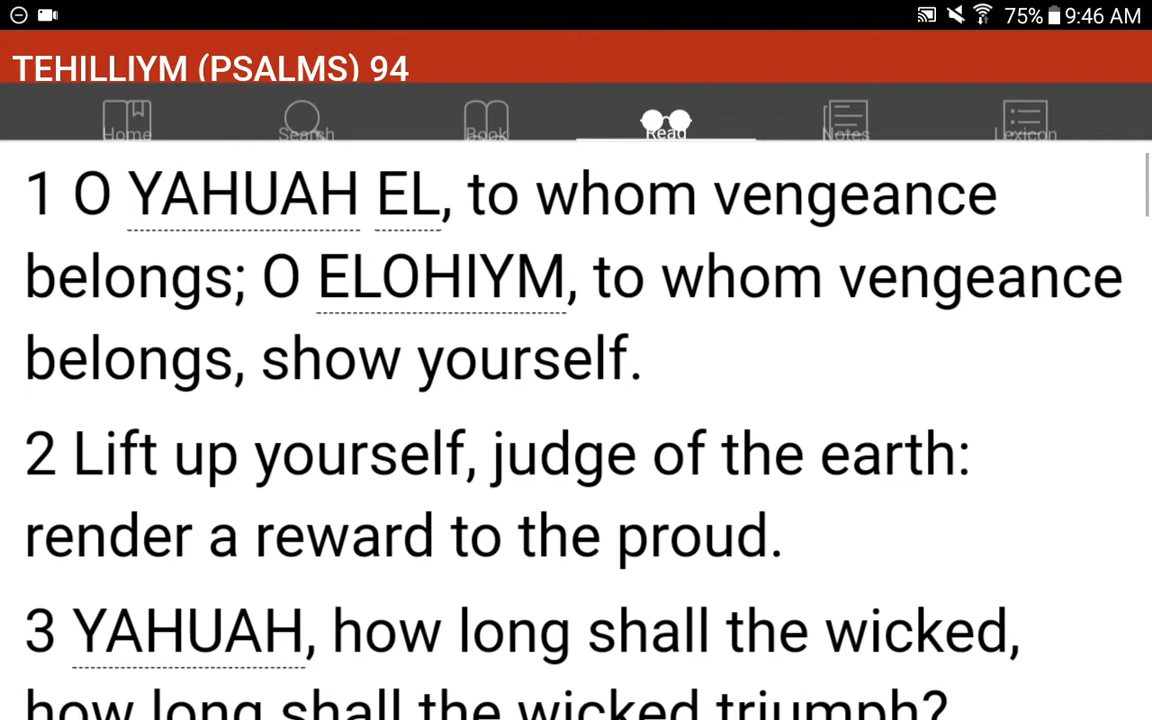 75% 9:46 AM
TEHILLIYM (PSALMS) 94
Home Search Book Read Notes Lexicon
1 O YAHUAH EL, to whom vengeance
belongs; O ELOHIYM, to whom vengeance
belongs, show yourself.
2 Lift up yourself, judge of the earth:
render a reward to the proud.
3 YAHUAH, how long shall the wicked,
how long shall the wicked triumph?